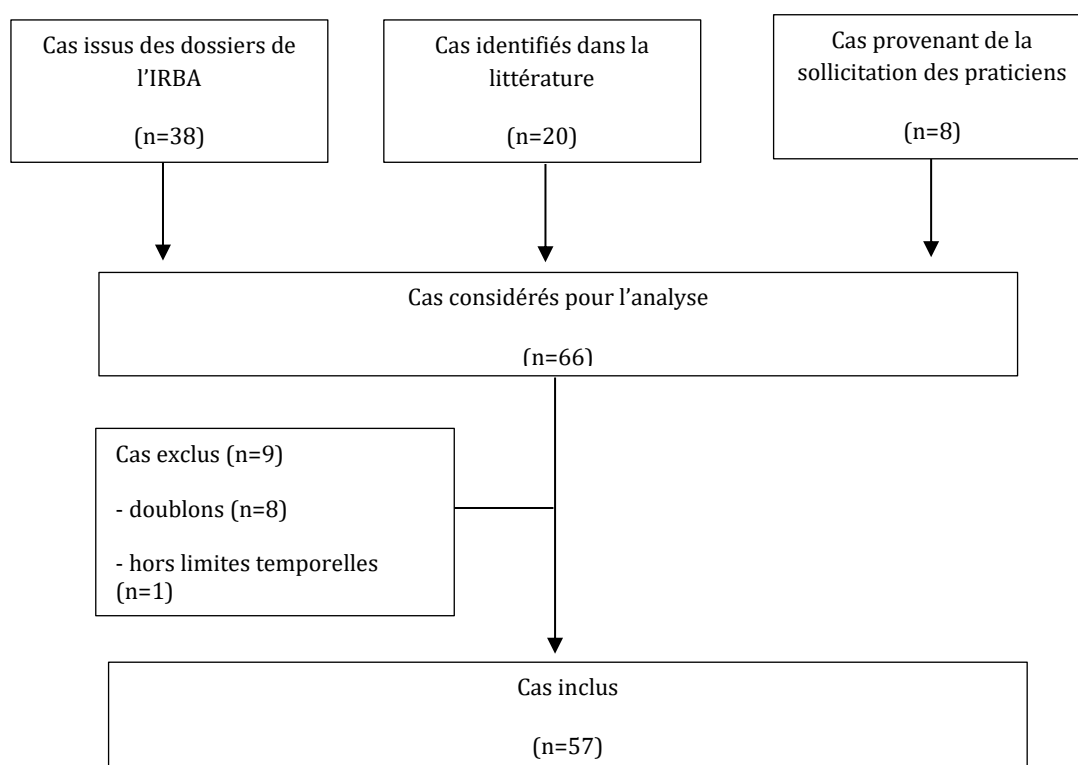 Cas issus des dossiers de
l’IRBA
(n=38)
Cas identifiés dans la
littérature
(n=20)
Cas provenant de la
sollicitation des praticiens
(n=8)
Cas considérés pour l’analyse
(n=66)
Cas exclus (n=9)
- doublons (n=8)
- hors limites temporelles
(n=1)
Cas inclus
(n=57)